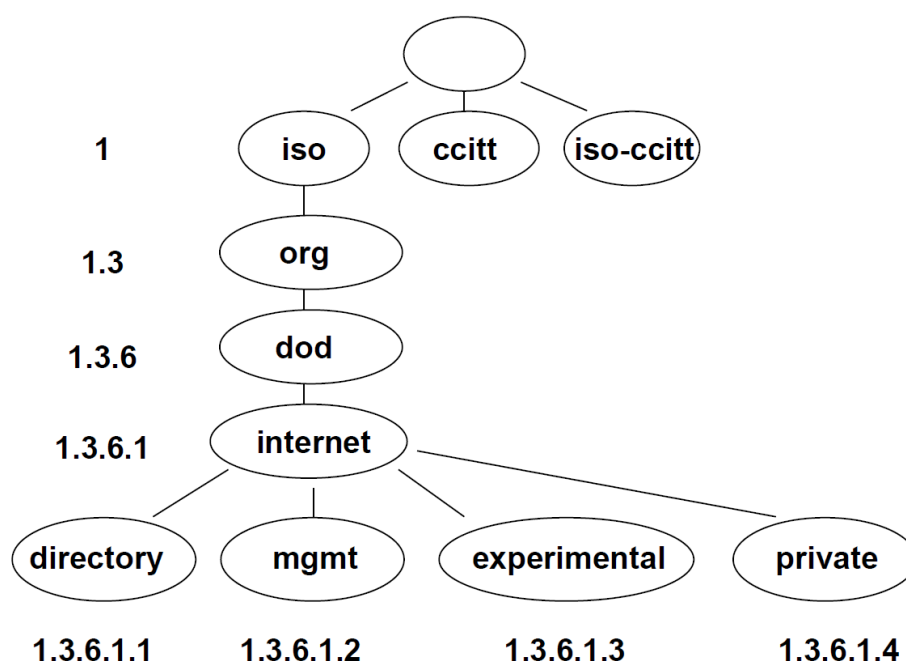 1 iso ccitt iso-ccitt
1.3 org
1.3.6 dod
1.3.6.1 internet
directory mgmt experimental private
1.3.6.1.1 1.3.6.1.2 1.3.6.1.3 1.3.6.1.4